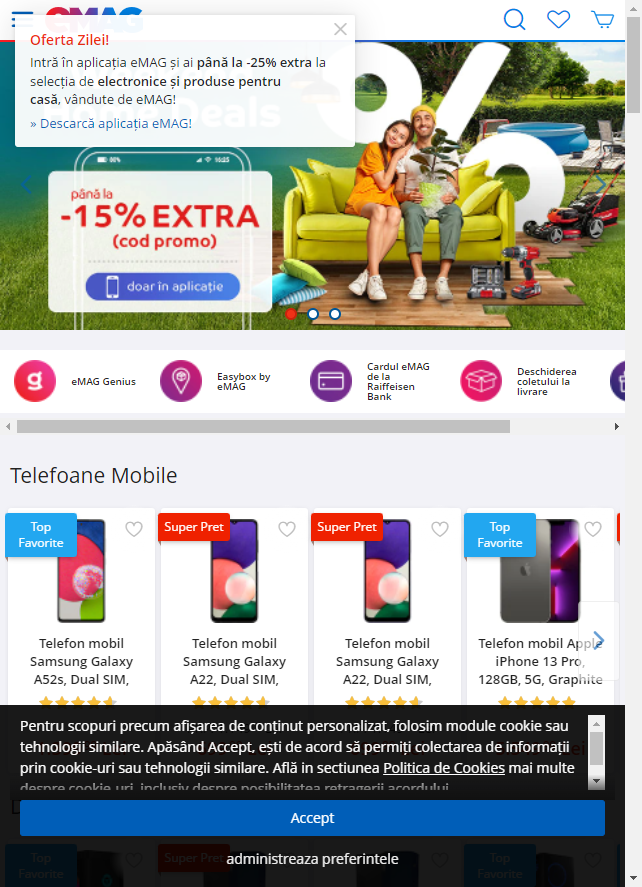 eMAG
Oferta Zilei!
Intră în aplicația eMAG și ai până la -25% extra la
selecția de electronice și produse pentru
casă, vândute de eMAG!
» Descarcă aplicația eMAG!
Deals
%
16:25
până la
-15% EXTRA
(cod promo)
doar în aplicație
eMAG Genius
Easybox by
eMAG
Cardul eMAG
de la
Raiffeisen
Bank
Deschiderea
coletului la
livrare
Telefoane Mobile
Top
Favorite
Super Pret
Super Pret
Top
Favorite
Telefon mobil
Samsung Galaxy
A52s, Dual SIM,
Telefon mobil
Samsung Galaxy
A22, Dual SIM,
Telefon mobil
Samsung Galaxy
A22, Dual SIM,
Telefon mobil Apple
iPhone 13 Pro,
128GB, 5G, Graphite
Pentru scopuri precum afișarea de conținut personalizat, folosim module cookie sau
tehnologii similare. Apăsând Accept, ești de acord să permiți colectarea de informații
prin cookie-uri sau tehnologii similare. Află in sectiunea Politica de Cookies mai multe
despre cookie-uri, inclusiv despre posibilitatea retragerii acordului.
Accept
administreaza preferintele
Top
Favorite
Super Pret
Top
Favorite